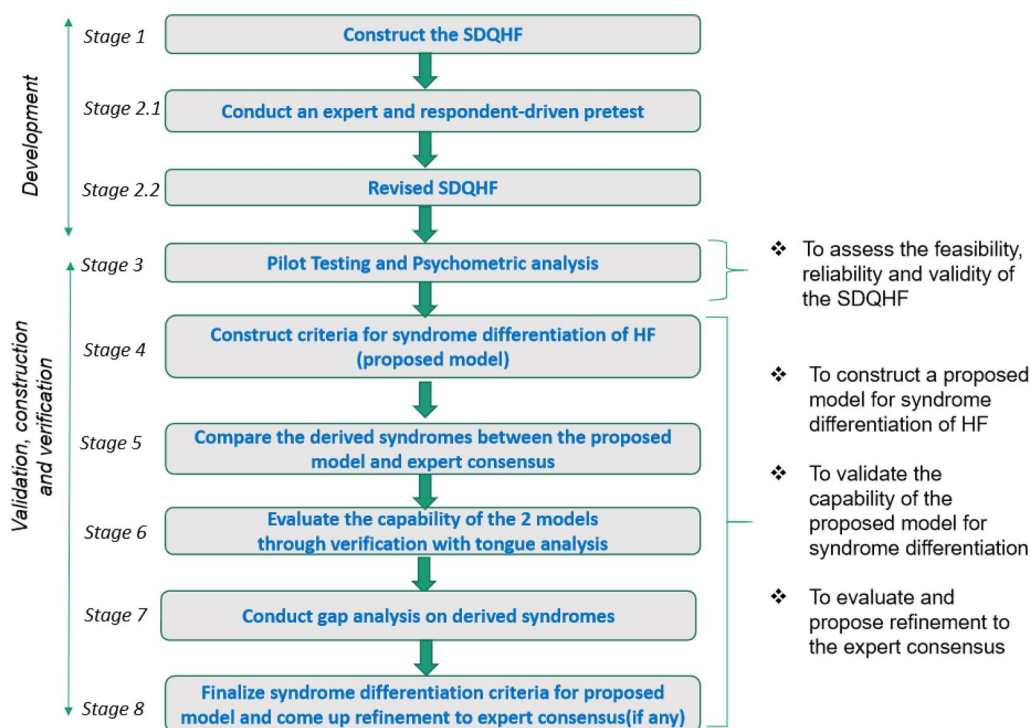 Stage 1
Construct the SDQHF
Stage 2.1
Conduct an expert and respondent-driven pretest
Development
Stage 2.2
Revised SDQHF
Stage 3
Pilot Testing and Psychometric analysis
❖ To assess the feasibility,
reliability and validity of
the SDQHF
Stage 4
Construct criteria for syndrome differentiation of HF
(proposed model)
❖ To construct a proposed
model for syndrome
differentiation of HF
Validation, construction
and verification
Stage 5
Compare the derived syndromes between the proposed
model and expert consensus
❖ To validate the
capability of the
proposed model for
syndrome differentiation
Stage 6
Evaluate the capability of the 2 models
through verification with tongue analysis
❖ To evaluate and
propose refinement to
the expert consensus
Stage 7
Conduct gap analysis on derived syndromes
Stage 8
Finalize syndrome differentiation criteria for proposed
model and come up refinement to expert consensus(if any)